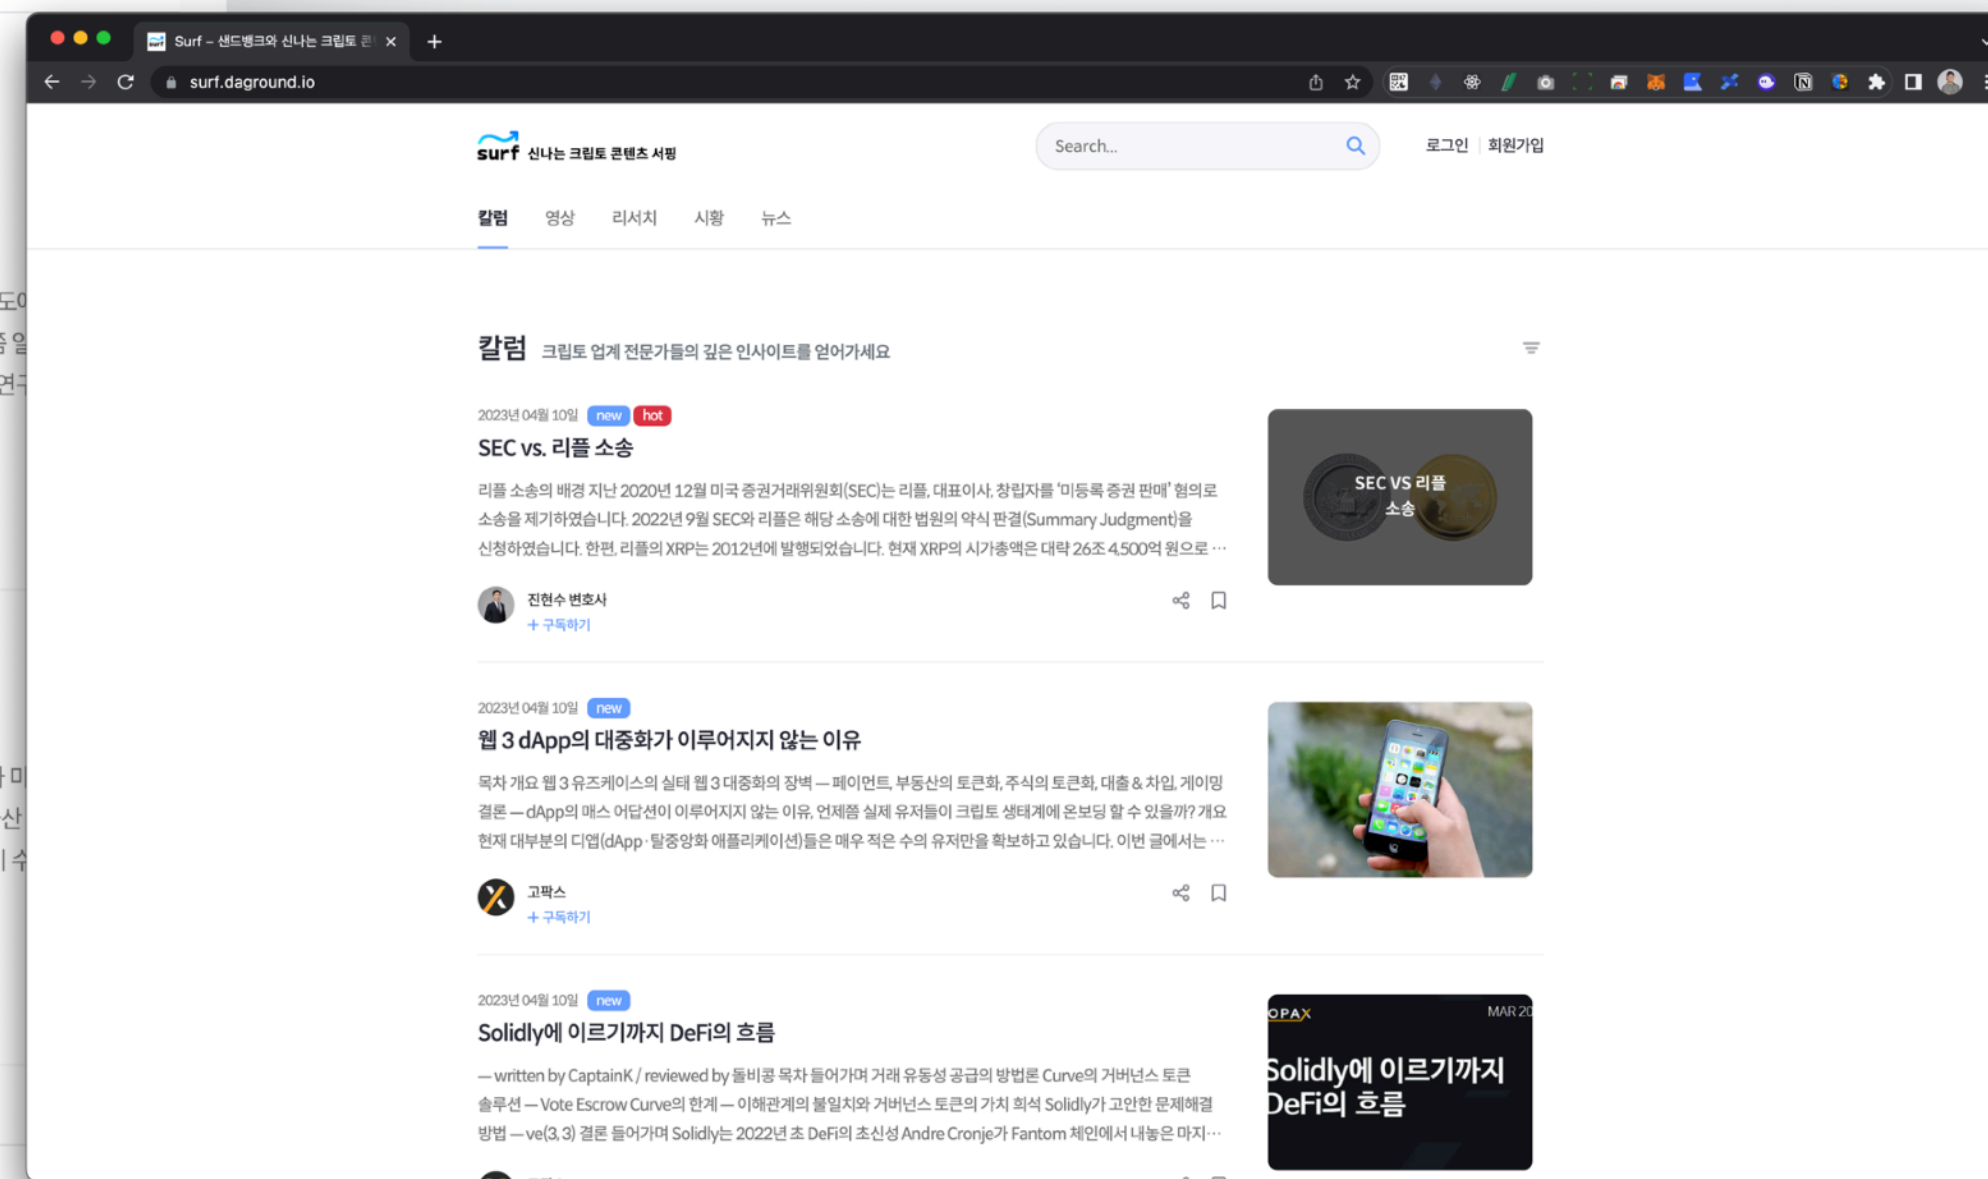 Surf – 샌드뱅크와 신나는 크립토 콘
surf.daground.io
surf 신나는 크립토 콘텐츠 서핑
Search...
로그인 회원가입
칼럼 영상 리서치 시황 뉴스
도에
쯤 일
연구
칼럼 크립토 업계 전문가들의 깊은 인사이트를 얻어가세요
2023년 04월 10일 new hot
SEC vs. 리플 소송
리플 소송의 배경 지난 2020년 12월 미국 증권거래위원회(SEC)는 리플, 대표이사, 창립자를 ‘미등록 증권 판매’ 혐의로
소송을 제기하였습니다. 2022년 9월 SEC와 리플은 해당 소송에 대한 법원의 약식 판결(Summary Judgment)을
신청하였습니다. 한편, 리플의 XRP는 2012년에 발행되었습니다. 현재 XRP의 시가총액은 대략 26조 4,500억 원으로 …
SEC VS 리플
소송
진현수 변호사
+ 구독하기
2023년 04월 10일 new
웹 3 dApp의 대중화가 이루어지지 않는 이유
목차 개요 웹 3 유즈케이스의 실태 웹 3 대중화의 장벽 — 페이먼트, 부동산의 토큰화, 주식의 토큰화, 대출 & 차입, 게이밍
결론 — dApp의 매스 어답션이 이루어지지 않는 이유, 언제쯤 실제 유저들이 크립토 생태계에 온보딩 할 수 있을까? 개요
현재 대부분의 디앱(dApp·탈중앙화 애플리케이션)들은 매우 적은 수의 유저만을 확보하고 있습니다. 이번 글에서는 …
고팍스
+ 구독하기
미
산
수
2023년 04월 10일 new
Solidly에 이르기까지 DeFi의 흐름
— written by CaptainK / reviewed by 돌비콩 목차 들어가며 거래 유동성 공급의 방법론 Curve의 거버넌스 토큰
솔루션 — Vote Escrow Curve의 한계 — 이해관계의 불일치와 거버넌스 토큰의 가치 희석 Solidly가 고안한 문제해결
방법 — ve(3, 3) 결론 들어가며 Solidly는 2022년 초 DeFi의 초신성 Andre Cronje가 Fantom 체인에서 내놓은 마지…
OPAX MAR 20
Solidly에 이르기까지
DeFi의 흐름